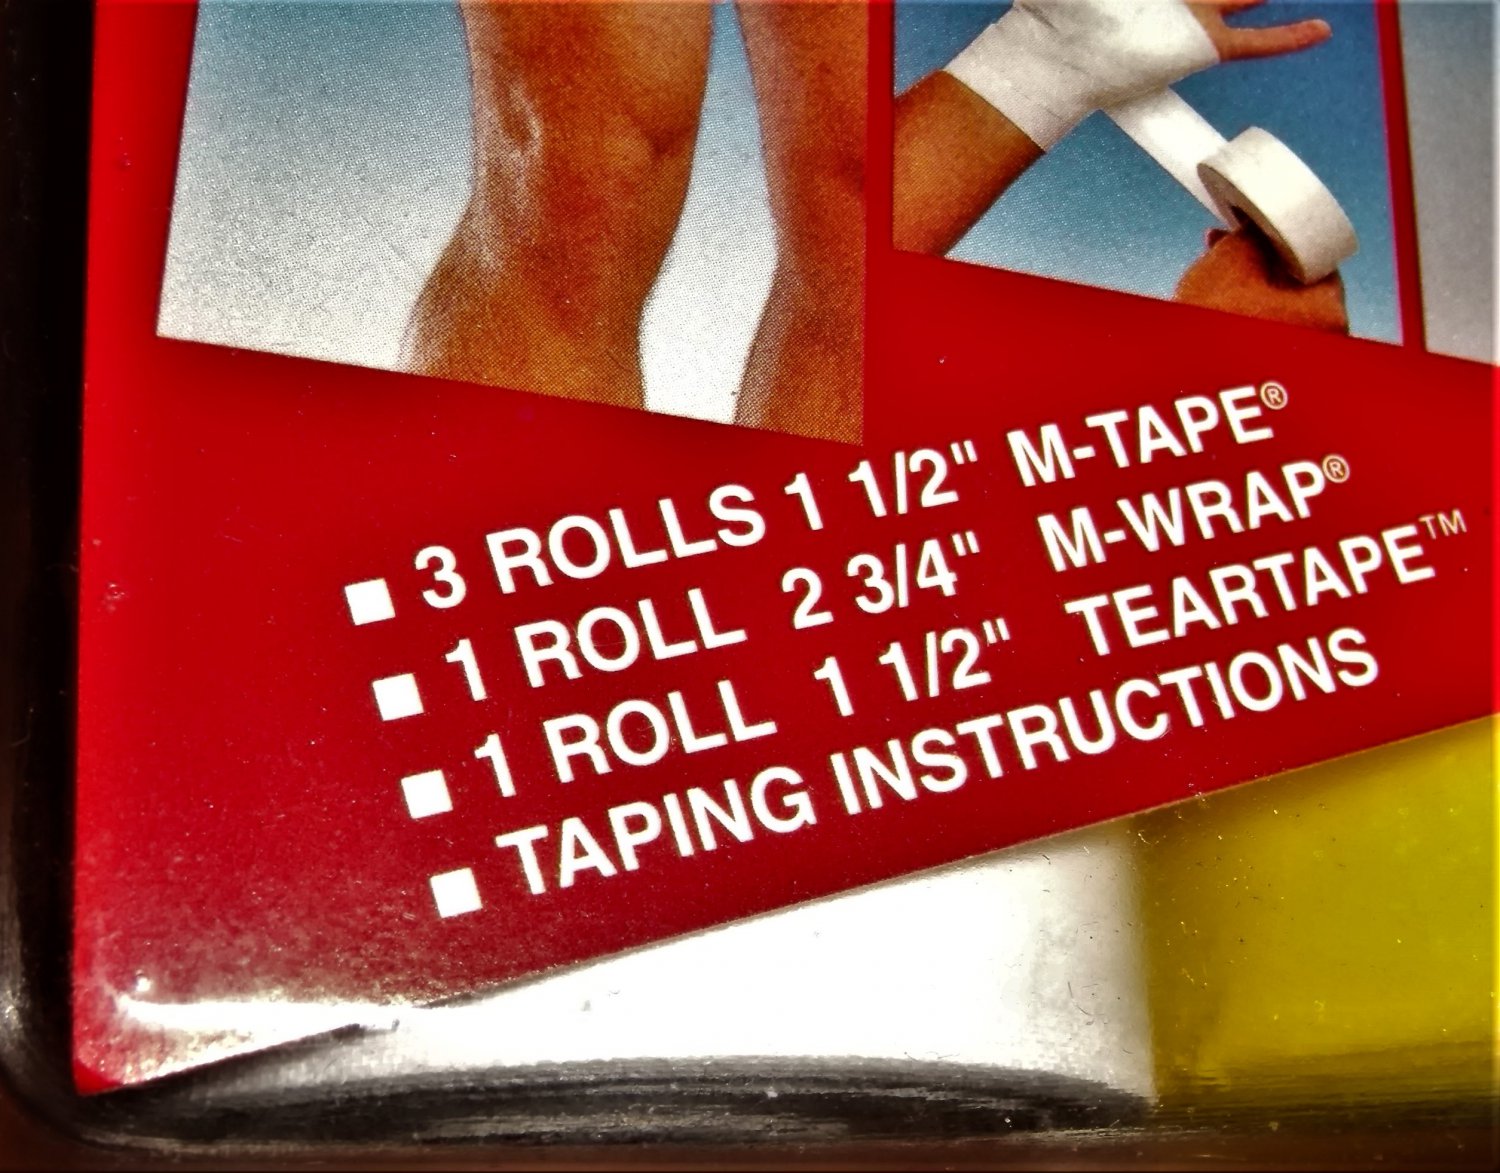 ■ 3 ROLLS 1 1/2" M-TAPE®
■ 1 ROLL 2 3/4" M-WRAP®
■ 1 ROLL 1 1/2" TEARTAPE™
■ TAPING INSTRUCTIONS